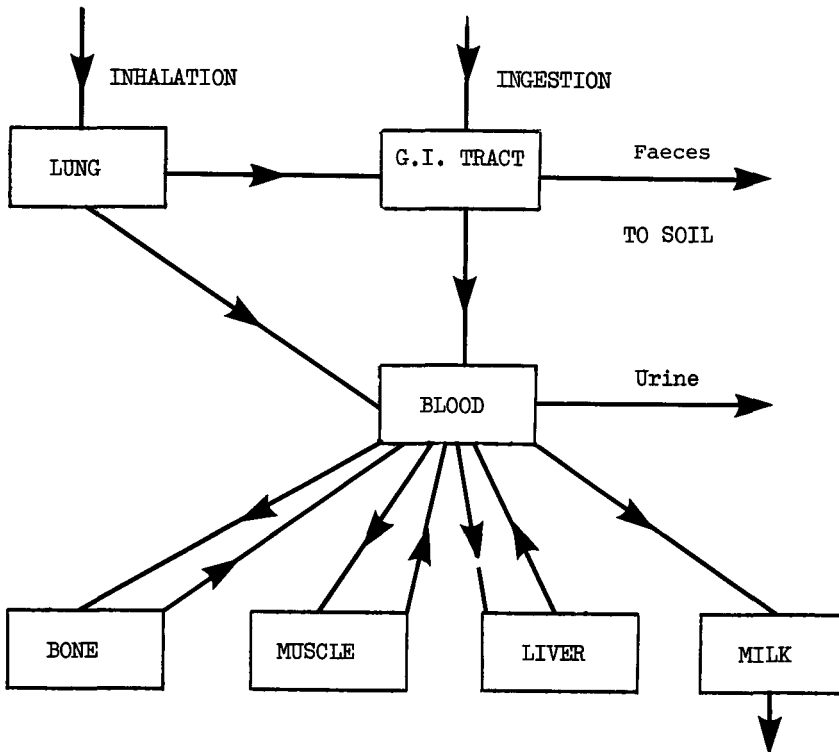 INHALATION
INGESTION
LUNG
G.I. TRACT
Faeces
TO SOIL
BLOOD
Urine
BONE
MUSCLE
LIVER
MILK